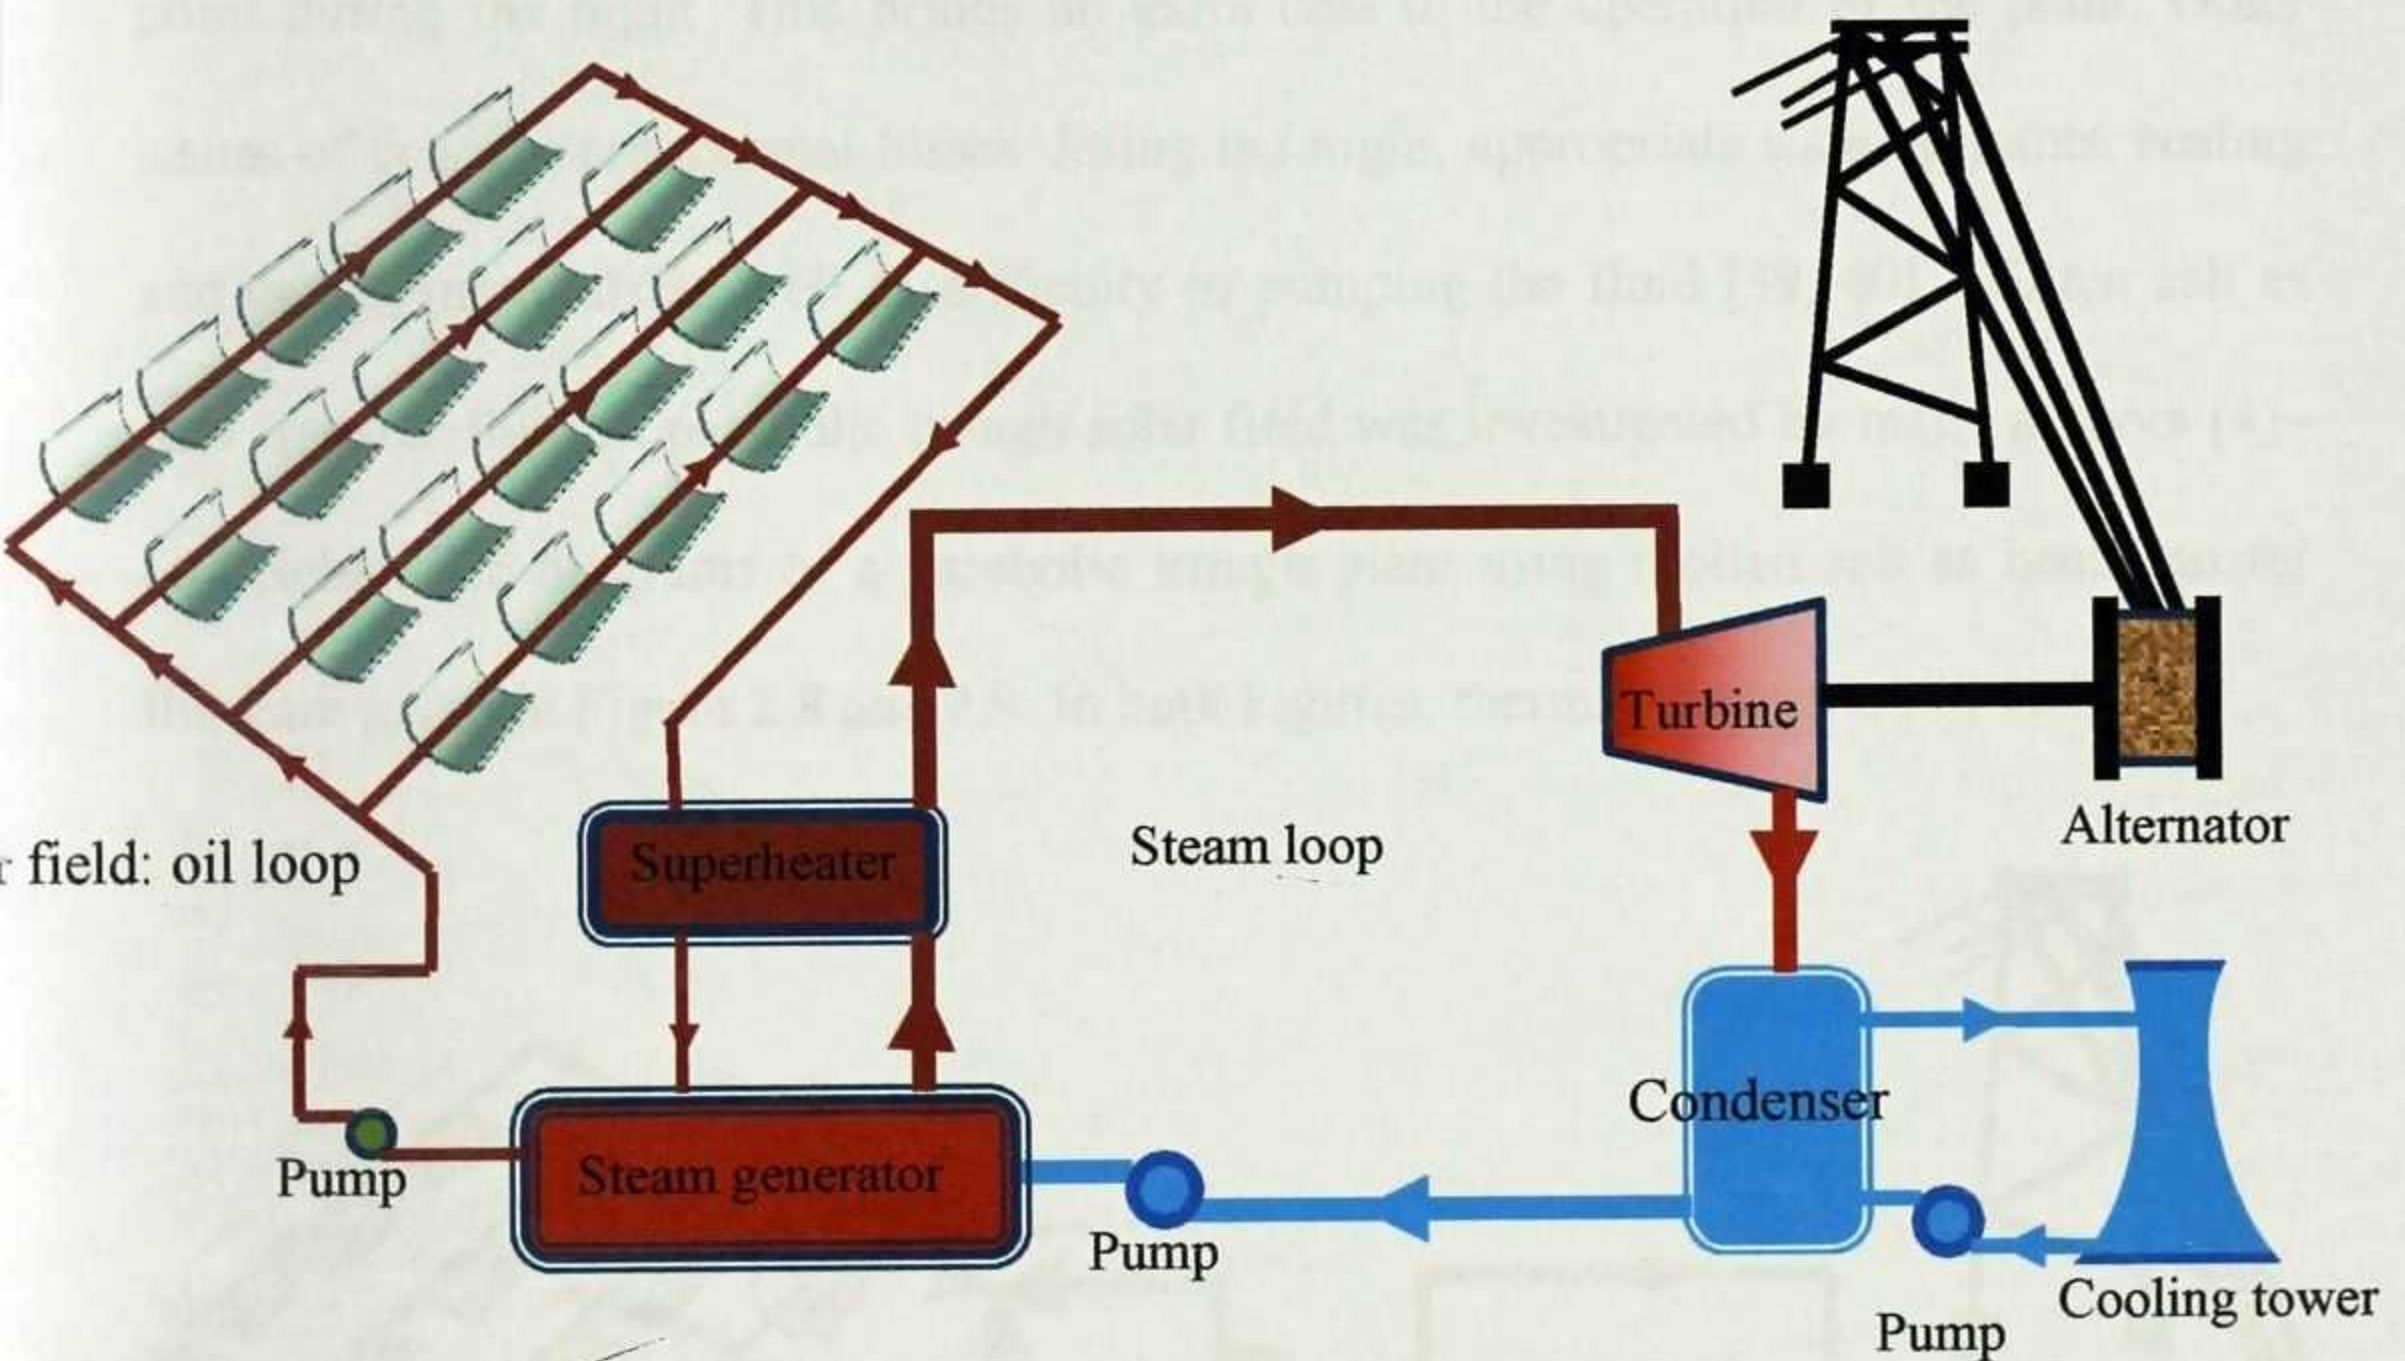 Turbine
Alternator
Superheater
Steam loop
r field: oil loop
Condenser
Steam generator
Pump
Pump
Cooling tower
Pump